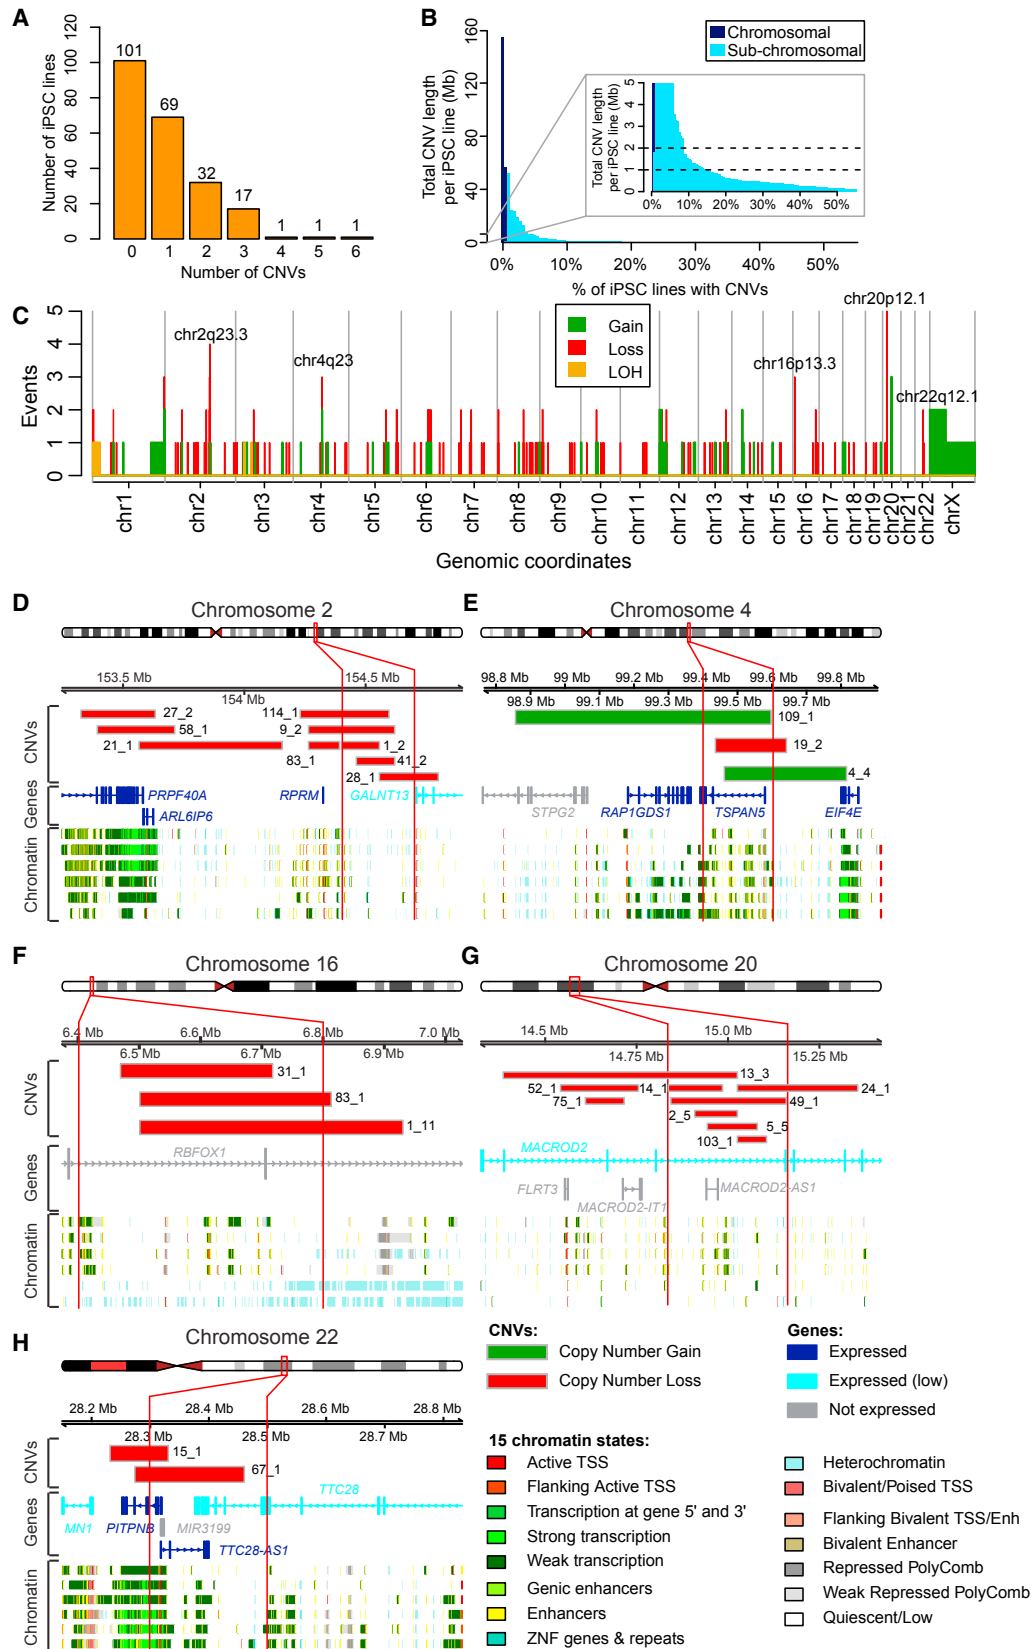 A
Number of iPSC lines
0
20
40
60
80
100
120
101
69
32
17
1
1
1
0 1 2 3 4 5 6
Number of CNVs
B
Total CNV length
per iPSC line (Mb)
0
40
80
120
160
Chromosomal
Sub-chromosomal
Total CNV length
per iPSC line (Mb)
0 1 2 3 4 5
0% 10% 20% 30% 40% 50%
0% 10% 20% 30% 40% 50%
% of iPSC lines with CNVs
C
Events
0 1 2 3 4 5
chr2q23.3
chr4q23
Gain
Loss
LOH
chr16p13.3
chr20p12.1
chr22q12.1
chr1 chr2 chr3 chr4 chr5 chr6 chr7 chr8 chr9 chr10 chr11 chr12 chr13 chr14 chr15 chr16 chr17 chr18 chr19 chr20 chr21 chr22 chrX
Genomic coordinates
D
Chromosome 2
153.5 Mb 154.5 Mb
154 Mb
CNVs
27_2 114_1
58_1 9_2
21_1 83_1 1_2
41_2
28_1
Genes
PRPF40A RPRM GALNT13
ARL6IP6
Chromatin
E
Chromosome 4
98.8 Mb 99 Mb 99.2 Mb 99.4 Mb 99.6 Mb 99.8 Mb
98.9 Mb 99.1 Mb 99.3 Mb 99.5 Mb 99.7 Mb
CNVs
109_1
19_2
4_4
Genes
STPG2 RAP1GDS1 TSPAN5 EIF4E
Chromatin
F
Chromosome 16
6.4 Mb 6.6 Mb 6.8 Mb 7.0 Mb
6.5 Mb 6.7 Mb 6.9 Mb
CNVs
31_1
83_1
1_11
Genes
RBFOX1
Chromatin
G
Chromosome 20
14.5 Mb 15.0 Mb
14.75 Mb 15.25 Mb
CNVs
13_3
52_1 14_1 24_1
75_1 49_1
2_5
5_5
103_1
Genes
MACROD2
FLRT3 MACROD2-AS1
MACROD2-IT1
Chromatin
H
Chromosome 22
28.2 Mb 28.4 Mb 28.6 Mb 28.8 Mb
28.3 Mb 28.5 Mb 28.7 Mb
CNVs
15_1
67_1
Genes
TTC28
MN1 PITPNB MIR3199
TTC28-AS1
Chromatin
CNVs:
Copy Number Gain
Copy Number Loss
Genes:
Expressed
Expressed (low)
Not expressed
15 chromatin states:
Active TSS
Flanking Active TSS
Transcription at gene 5' and 3'
Strong transcription
Weak transcription
Genic enhancers
Enhancers
ZNF genes & repeats
Heterochromatin
Bivalent/Poised TSS
Flanking Bivalent TSS/Enh
Bivalent Enhancer
Repressed PolyComb
Weak Repressed PolyComb
Quiescent/Low